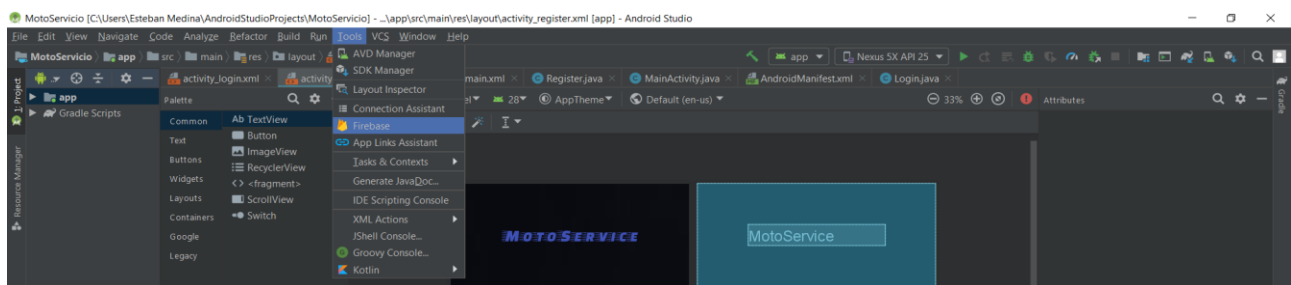 MotoServicio [C:\Users\Esteban Medina\AndroidStudioProjects\MotoServicio] - ...\app\src\main\res\layout\activity_register.xml [app] - Android Studio
File Edit View Navigate Code Analyze Refactor Build Run Tools VCS Window Help
MotoServicio app src main res layout app Nexus 5X API 25
activity_login.xml activity main.xml Register.java MainActivity.java AndroidManifest.xml Login.java
1: Project
Resource Manager
Gradle
app
Gradle Scripts
Palette
Common
Text
Buttons
Widgets
Layouts
Containers
Google
Legacy
Ab TextView
Button
ImageView
RecyclerView
<> <fragment>
ScrollView
Switch
AVD Manager
SDK Manager
Layout Inspector
Connection Assistant
Firebase
App Links Assistant
Tasks & Contexts
Generate JavaDoc...
IDE Scripting Console
XML Actions
JShell Console...
Groovy Console...
Kotlin
28 AppTheme Default (en-us) 33%
Attributes
MOTOSERVICE
MotoService